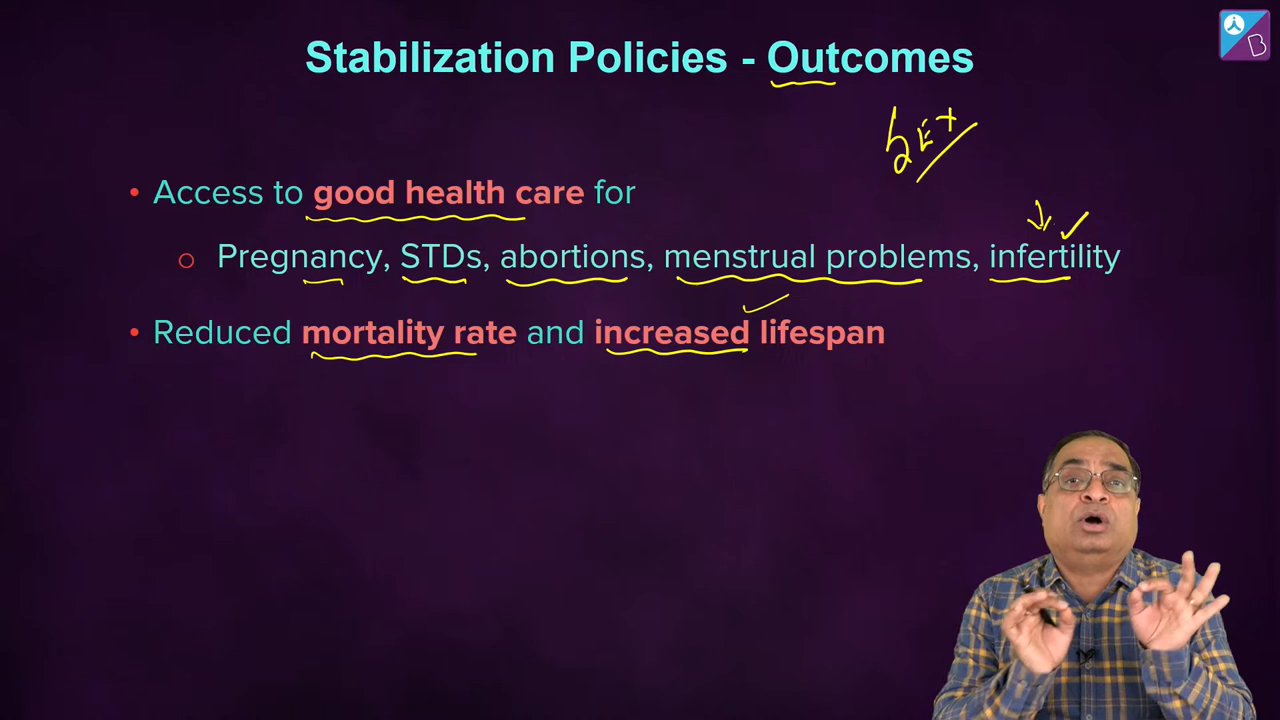 Stabilization Policies - Outcomes
Sex
• Access to good health care for
○ Pregnancy, STDs, abortions, menstrual problems, infertility
• Reduced mortality rate and increased lifespan
B